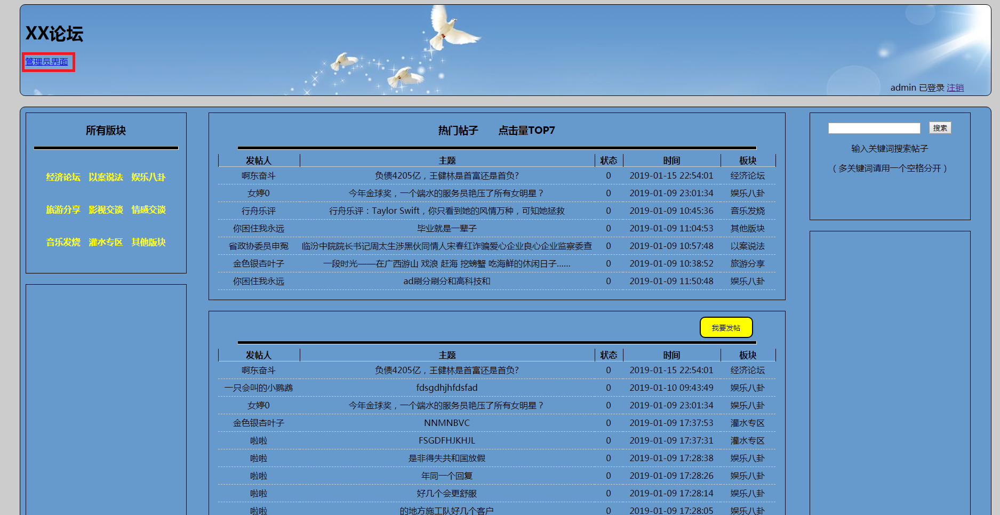 XX论坛
管理员界面
admin 已登录 注销
所有版块
经济论坛 以案说法 娱乐八卦
旅游分享 影视交谈 情感交谈
音乐发烧 灌水专区 其他版块
热门帖子 点击量TOP7
发帖人 主题 状态 时间 板块
啊东奋斗 负债4205亿，王健林是首富还是首负? 0 2019-01-15 22:54:01 经济论坛
女婷0 今年金球奖，一个端水的服务员艳压了所有女明星？ 0 2019-01-09 23:01:34 娱乐八卦
行舟乐评 行舟乐评：Taylor Swift，你只看到她的风情万种，可知她拯救 0 2019-01-09 10:45:36 音乐发烧
你困住我永远 毕业就是一辈子 0 2019-01-09 11:04:53 其他版块
省政协委员申冤 临汾中院院长书记周太生涉黑伙同情人宋春红诈骗爱心企业良心企业监察委查 0 2019-01-09 10:57:48 以案说法
金色银杏叶子 一段时光——在广西游山 戏浪 赶海 挖螃蟹 吃海鲜的休闲日子…… 0 2019-01-09 10:38:52 旅游分享
你困住我永远 ad刷分刷分和高科技和 0 2019-01-09 11:50:48 娱乐八卦
搜索
输入关键词搜索帖子
（多关键词请用一个空格分开）
我要发帖
发帖人 主题 状态 时间 板块
啊东奋斗 负债4205亿，王健林是首富还是首负? 0 2019-01-15 22:54:01 经济论坛
一只会叫的小鹦鹉 fdsgdhjhfdsfad 0 2019-01-10 09:43:49 娱乐八卦
女婷0 今年金球奖，一个端水的服务员艳压了所有女明星？ 0 2019-01-09 23:01:34 娱乐八卦
金色银杏叶子 NNMNBVC 0 2019-01-09 17:37:53 灌水专区
啦啦 FSGDFHJKHJL 0 2019-01-09 17:37:31 灌水专区
啦啦 是非得失共和国放假 0 2019-01-09 17:28:38 娱乐八卦
啦啦 年同一个回复 0 2019-01-09 17:28:26 娱乐八卦
啦啦 好几个会更舒服 0 2019-01-09 17:28:14 娱乐八卦
啦啦 的地方施工队好几个客户 0 2019-01-09 17:28:05 娱乐八卦